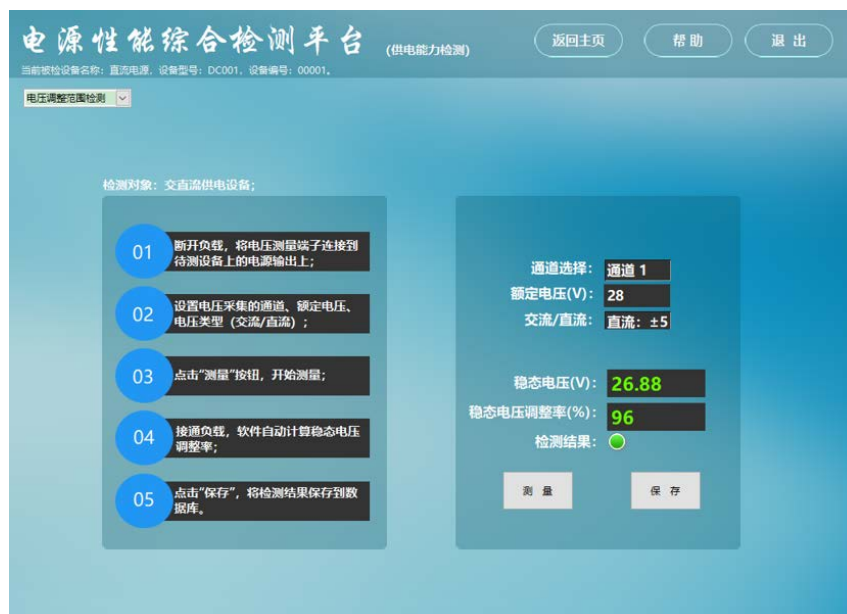 电源性能综合检测平台 (供电能力检测) 返回主页 帮助 退出
当前被检设备名称：直流电源，设备型号：DC001，设备编号：00001。
电压调整范围检测
检测对象：交直流供电设备;
01 断开负载，将电压测量端子连接到
待测设备上的电源输出上；
02 设置电压采集的通道、额定电压、
电压类型（交流/直流）；
03 点击“测量”按钮，开始测量；
04 接通负载，软件自动计算稳态电压
调整率；
05 点击“保存”，将检测结果保存到数
据库。
通道选择： 通道 1
额定电压(V)： 28
交流/直流： 直流：±5
稳态电压(V)： 26.88
稳态电压调整率(%)： 96
检测结果：
测 量 保 存